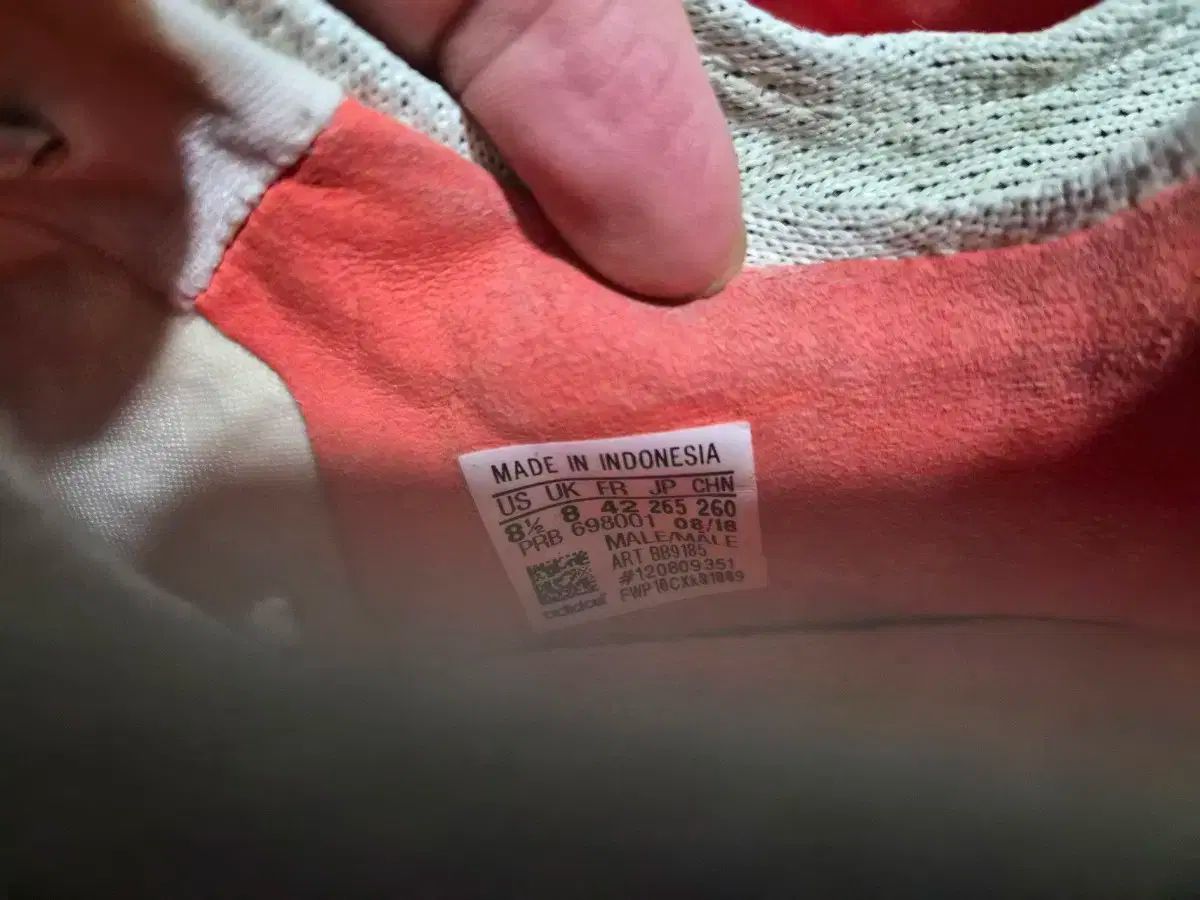 MADE IN INDONESIA
US UK FR JP CHN
8½ 8 42 265 260
PRB 698001 08/18
MALE/MALE
ART BB9185
#120809351
adidas